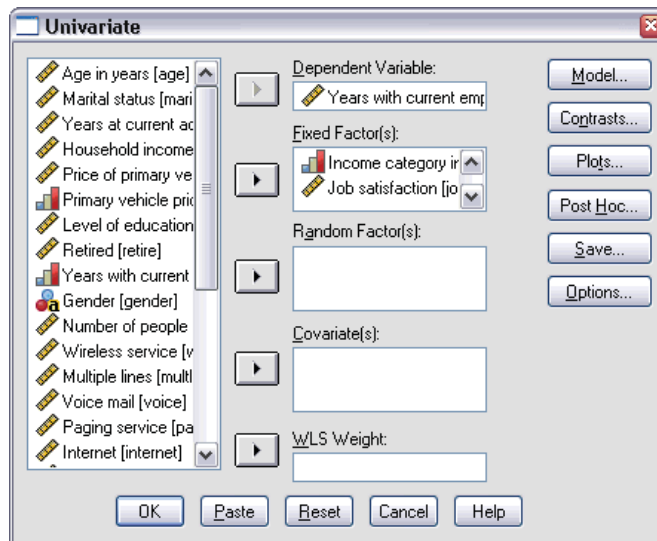 Univariate
Age in years [age]
Marital status [mari
Years at current ad
Household income
Price of primary ve
Primary vehicle pric
Level of education
Retired [retire]
Years with current
Gender [gender]
Number of people
Wireless service [w
Multiple lines [multl
Voice mail [voice]
Paging service [pa
Internet [internet]
Dependent Variable:
Years with current emp
Fixed Factor(s):
Income category in
Job satisfaction [jo
Random Factor(s):
Covariate(s):
WLS Weight:
Model...
Contrasts...
Plots...
Post Hoc...
Save...
Options...
OK
Paste
Reset
Cancel
Help